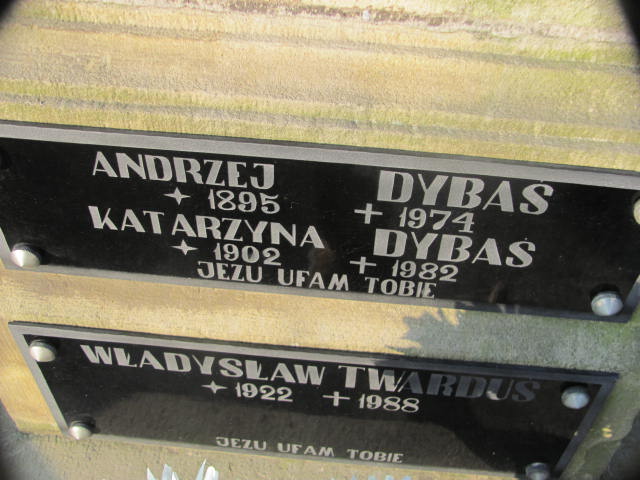 ANDRZEJ DYBAŚ
1895 + 1974
KATARZYNA DYBAŚ
1902 + 1982
JEZU UFAM TOBIE
WŁADYSŁAW TWARDUS
1922 + 1988
JEZU UFAM TOBIE